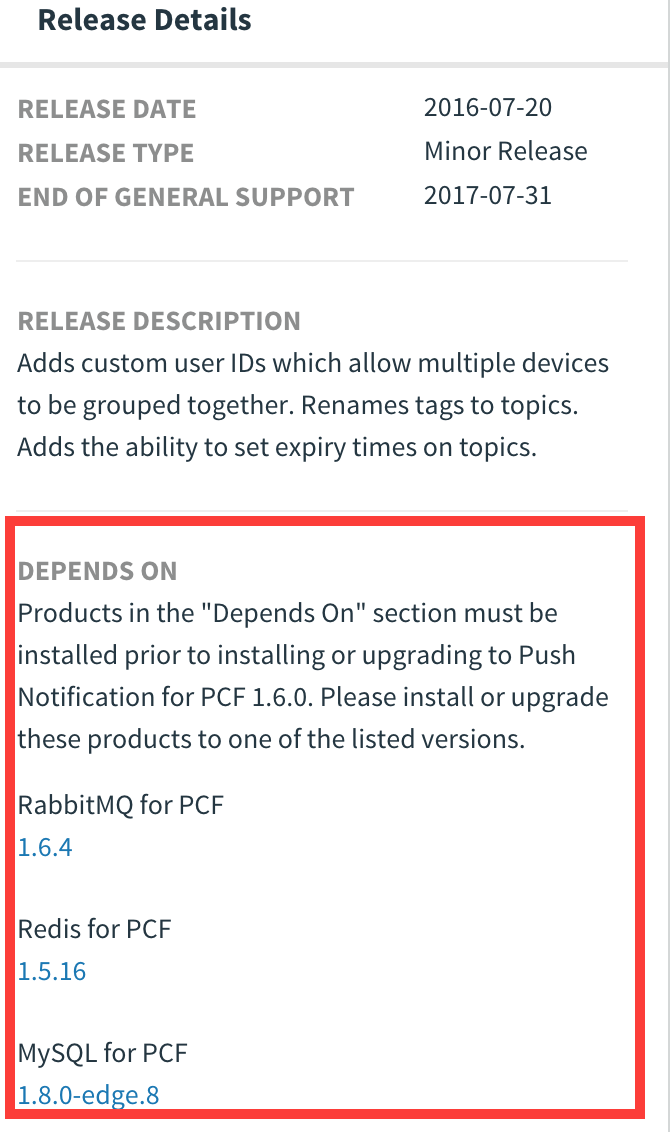 Release Details
RELEASE DATE 2016-07-20
RELEASE TYPE Minor Release
END OF GENERAL SUPPORT 2017-07-31
RELEASE DESCRIPTION
Adds custom user IDs which allow multiple devices
to be grouped together. Renames tags to topics.
Adds the ability to set expiry times on topics.
DEPENDS ON
Products in the "Depends On" section must be
installed prior to installing or upgrading to Push
Notification for PCF 1.6.0. Please install or upgrade
these products to one of the listed versions.
RabbitMQ for PCF
1.6.4
Redis for PCF
1.5.16
MySQL for PCF
1.8.0-edge.8